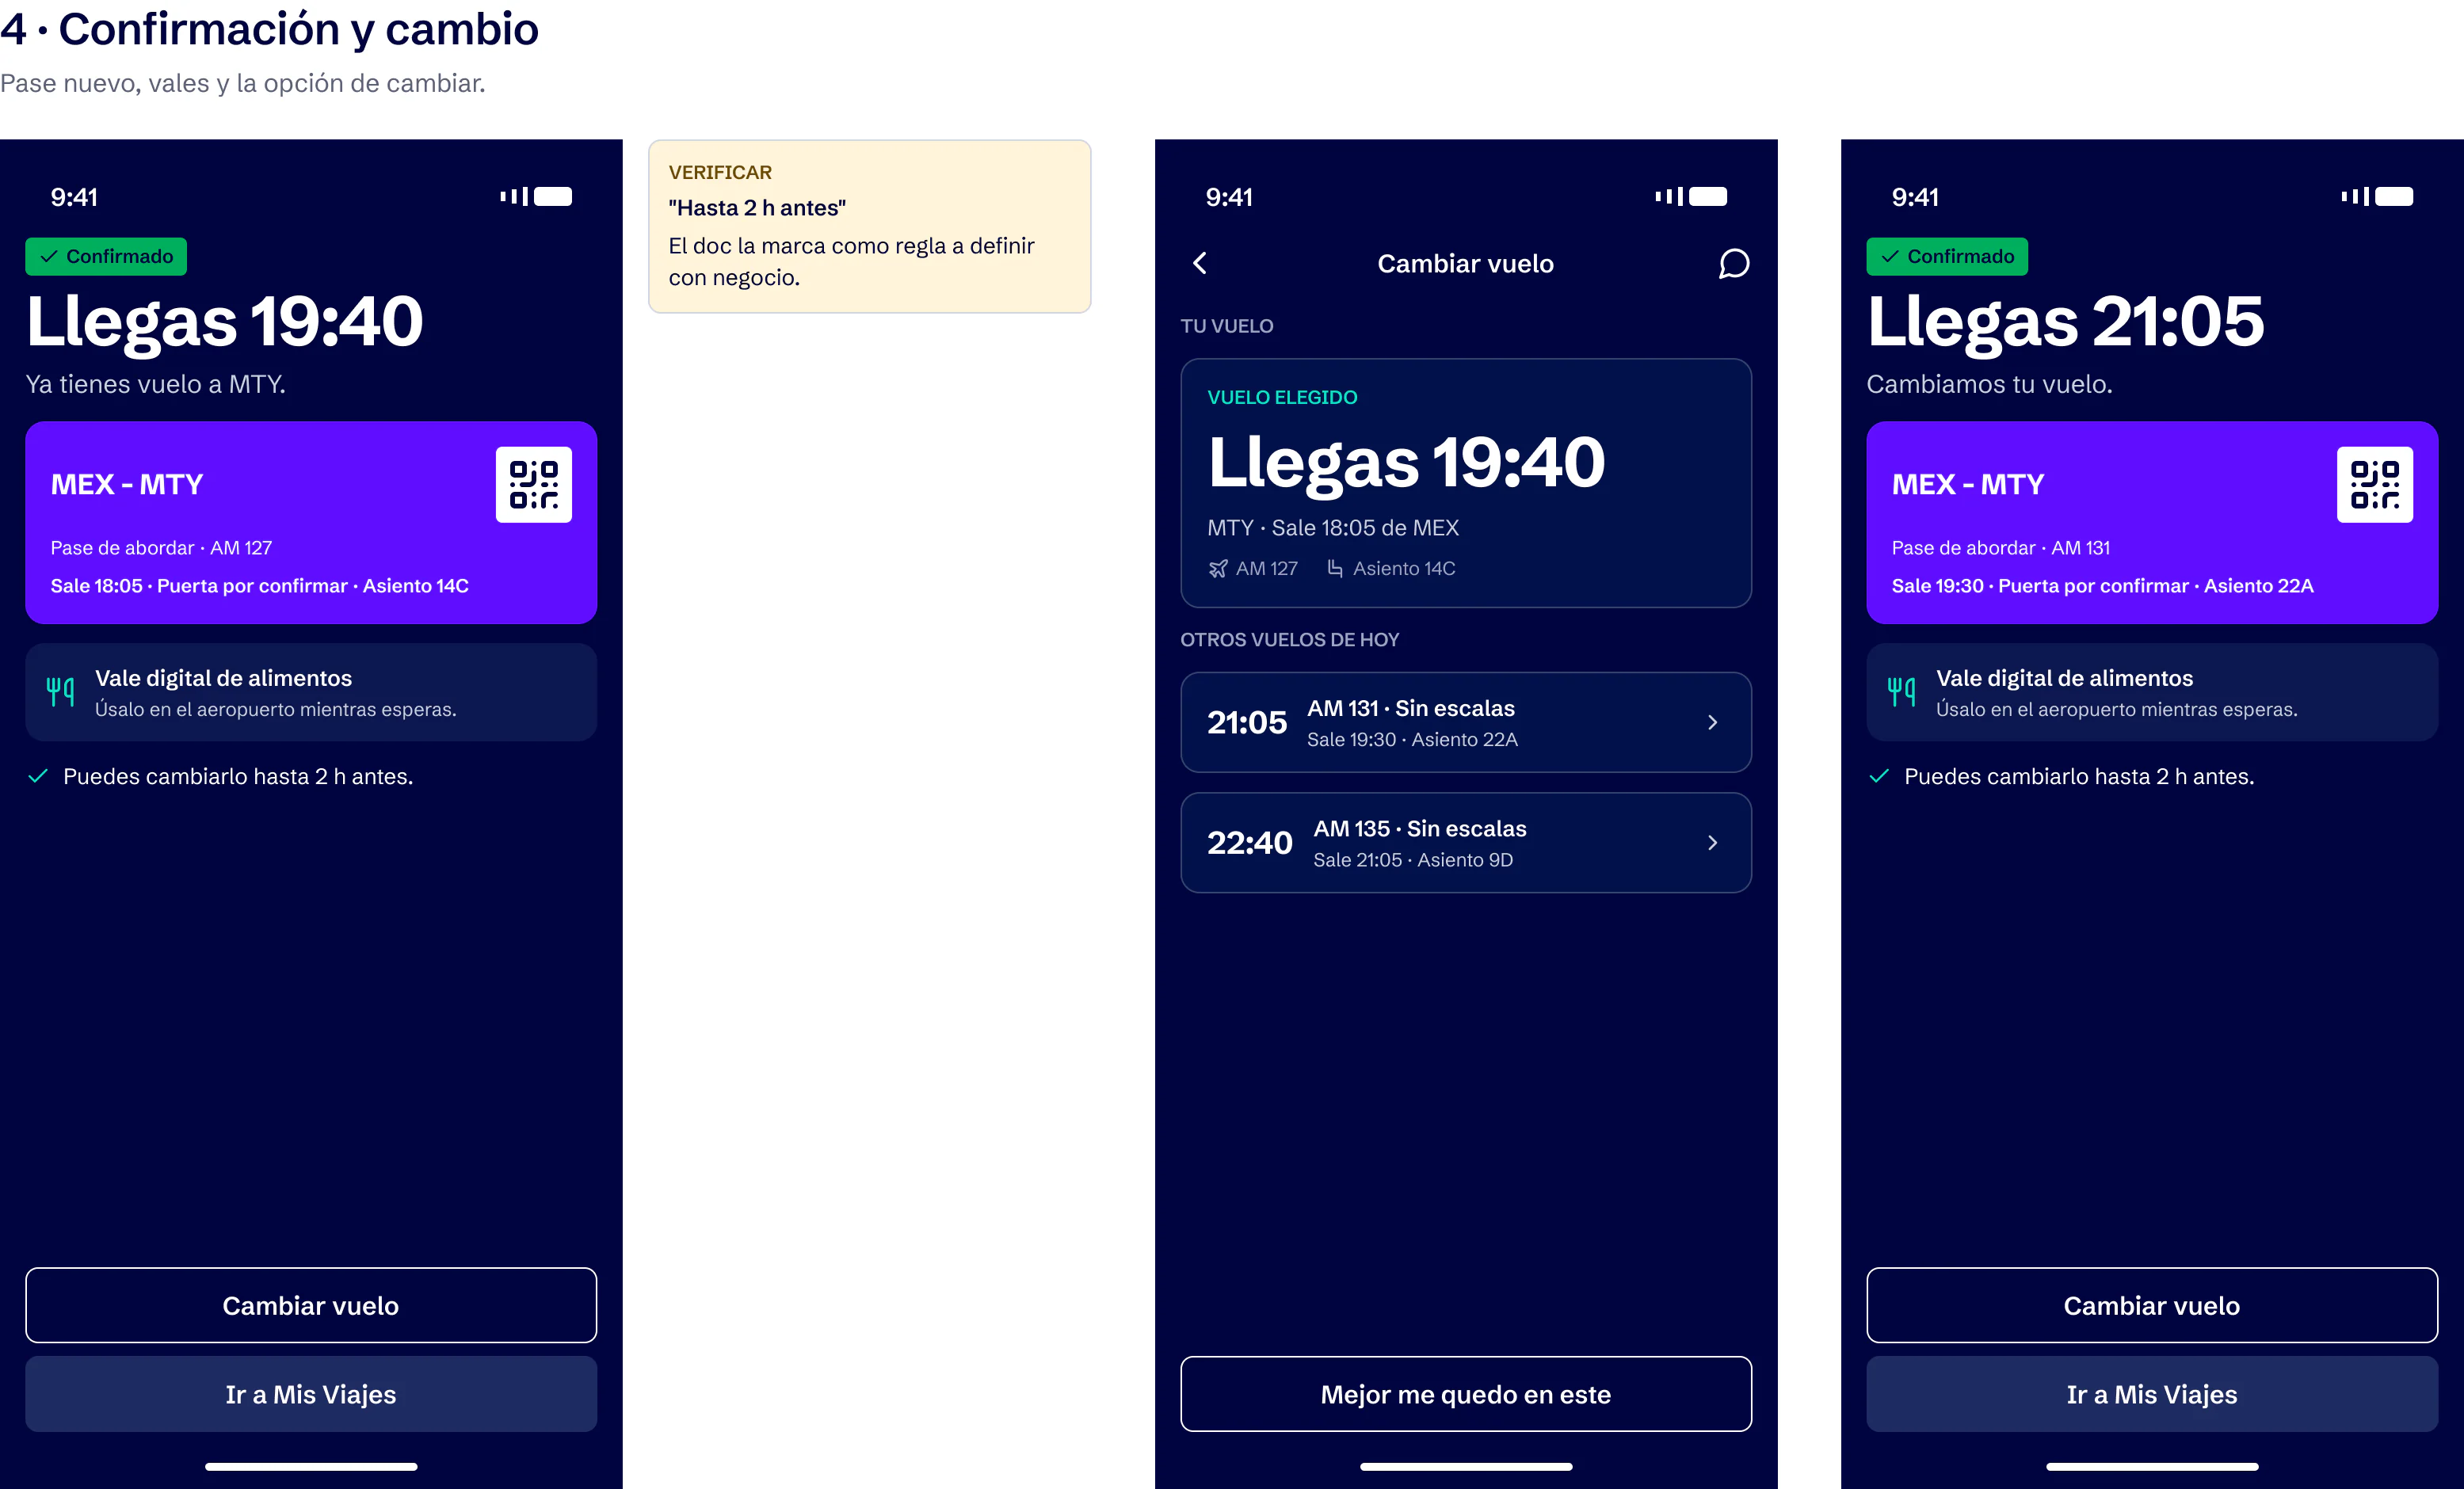 4 · Confirmación y cambio
Pase nuevo, vales y la opción de cambiar.
9:41
Confirmado
Llegas 19:40
Ya tienes vuelo a MTY.
MEX - MTY
Pase de abordar · AM 127
Sale 18:05 · Puerta por confirmar · Asiento 14C
Vale digital de alimentos
Úsalo en el aeropuerto mientras esperas.
Puedes cambiarlo hasta 2 h antes.
Cambiar vuelo
Ir a Mis Viajes
VERIFICAR
"Hasta 2 h antes"
El doc la marca como regla a definir
con negocio.
9:41
Cambiar vuelo
TU VUELO
VUELO ELEGIDO
Llegas 19:40
MTY · Sale 18:05 de MEX
AM 127 Asiento 14C
OTROS VUELOS DE HOY
21:05
AM 131 · Sin escalas
Sale 19:30 · Asiento 22A
22:40
AM 135 · Sin escalas
Sale 21:05 · Asiento 9D
Mejor me quedo en este
9:41
Confirmado
Llegas 21:05
Cambiamos tu vuelo.
MEX - MTY
Pase de abordar · AM 131
Sale 19:30 · Puerta por confirmar · Asiento 22A
Vale digital de alimentos
Úsalo en el aeropuerto mientras esperas.
Puedes cambiarlo hasta 2 h antes.
Cambiar vuelo
Ir a Mis Viajes